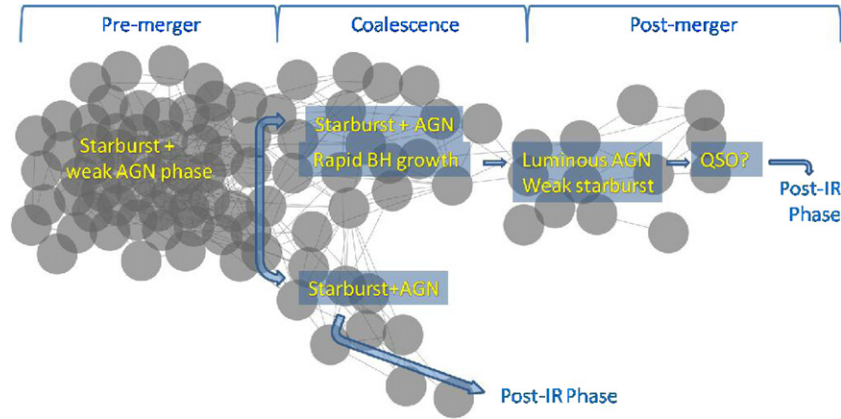 Pre-merger
Coalescence
Post-merger
Starburst +
weak AGN phase
Starburst + AGN
Rapid BH growth
Luminous AGN
Weak starburst
QSO?
Post-IR
Phase
Starburst+AGN
Post-IR Phase